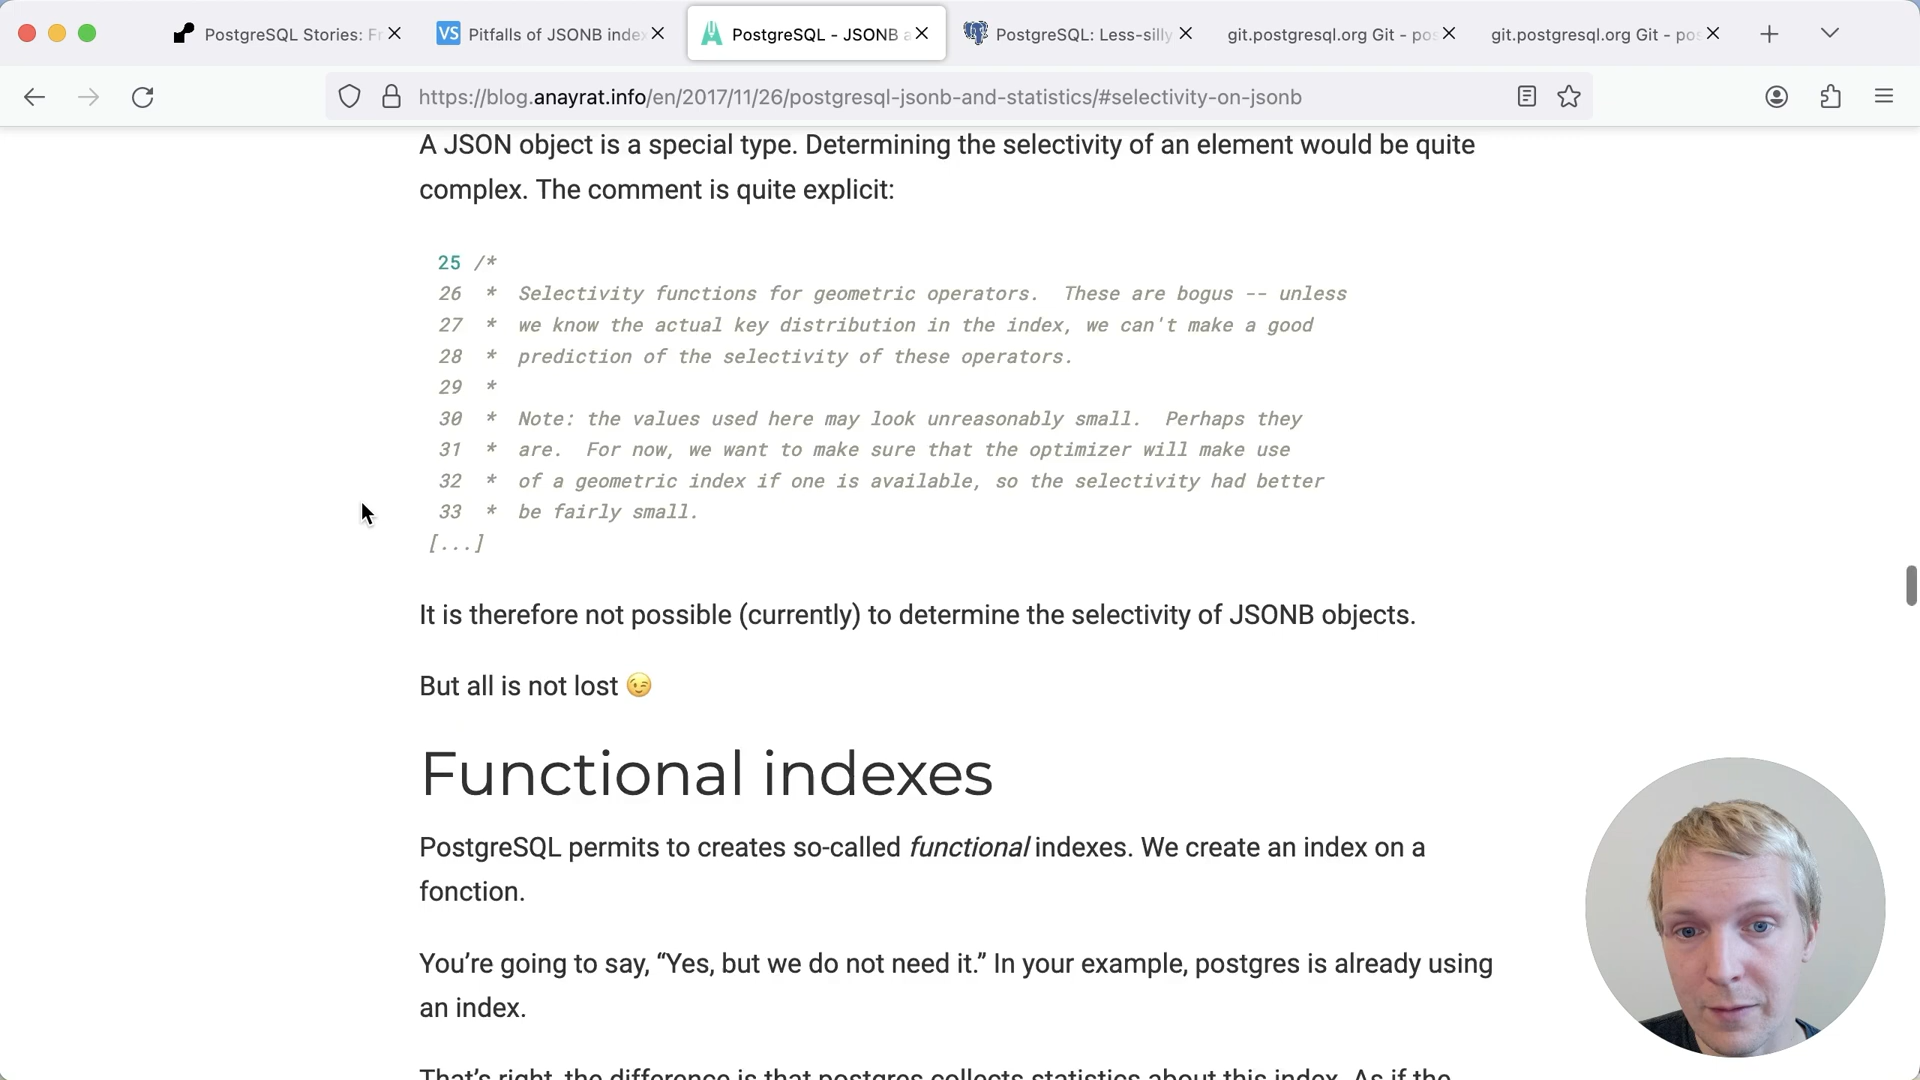 PostgreSQL Stories: Fr
VS Pitfalls of JSONB inde
PostgreSQL - JSONB a
PostgreSQL: Less-silly
git.postgresql.org Git - pos
git.postgresql.org Git - pos
https://blog.anayrat.info/en/2017/11/26/postgresql-jsonb-and-statistics/#selectivity-on-jsonb
A JSON object is a special type. Determining the selectivity of an element would be quite
complex. The comment is quite explicit:
25 /*
26 * Selectivity functions for geometric operators. These are bogus -- unless
27 * we know the actual key distribution in the index, we can't make a good
28 * prediction of the selectivity of these operators.
29 *
30 * Note: the values used here may look unreasonably small. Perhaps they
31 * are. For now, we want to make sure that the optimizer will make use
32 * of a geometric index if one is available, so the selectivity had better
33 * be fairly small.
[...]
It is therefore not possible (currently) to determine the selectivity of JSONB objects.
But all is not lost 😉
Functional indexes
PostgreSQL permits to creates so-called functional indexes. We create an index on a
fonction.
You’re going to say, “Yes, but we do not need it.” In your example, postgres is already using
an index.
That’s right, the difference is that postgres collects statistics about this index. As if the